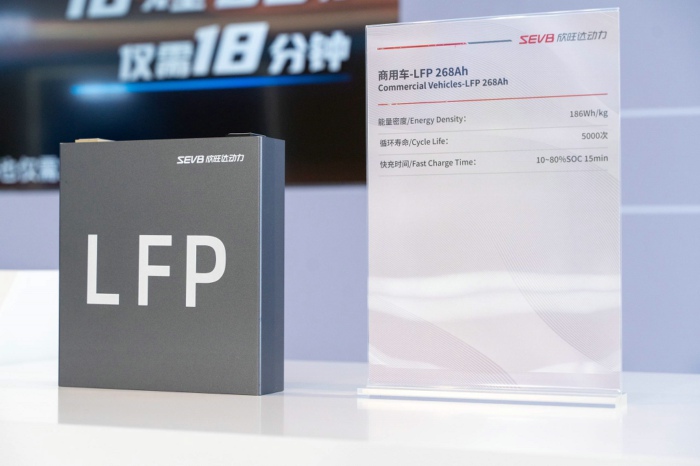 仅需18分钟
SEVB 欣旺达动力
LFP
SEVB 欣旺达动力
商用车-LFP 268Ah
Commercial Vehicles-LFP 268Ah
能量密度/Energy Density: 186Wh/kg
循环寿命/Cycle Life: 5000次
快充时间/Fast Charge Time: 10~80%SOC 15min